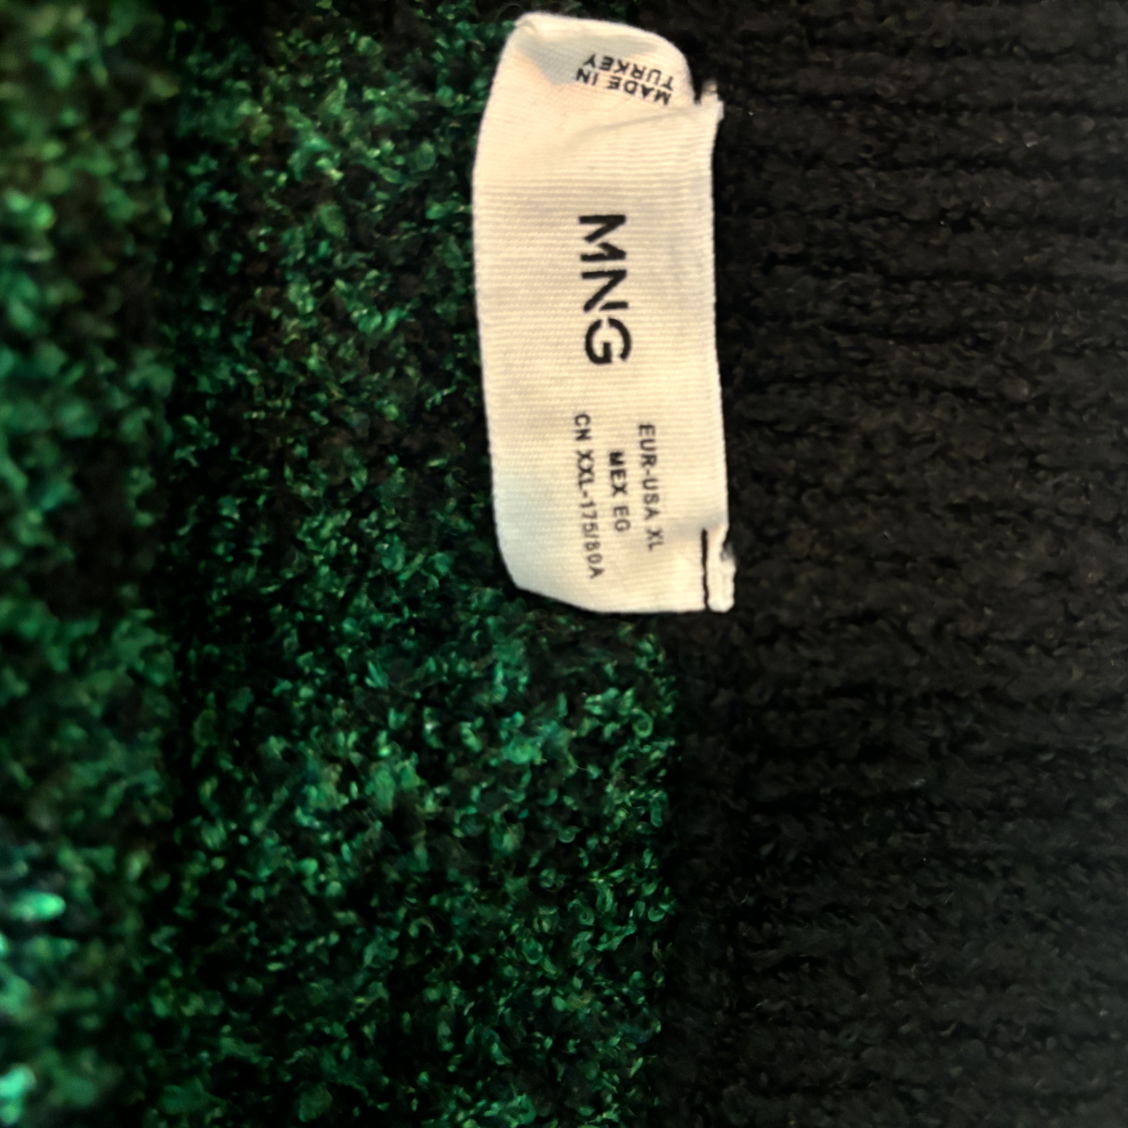 MADE IN
TURKEY
MNG
EUR-USA XL
MEX EG
CN XXL-175/80A